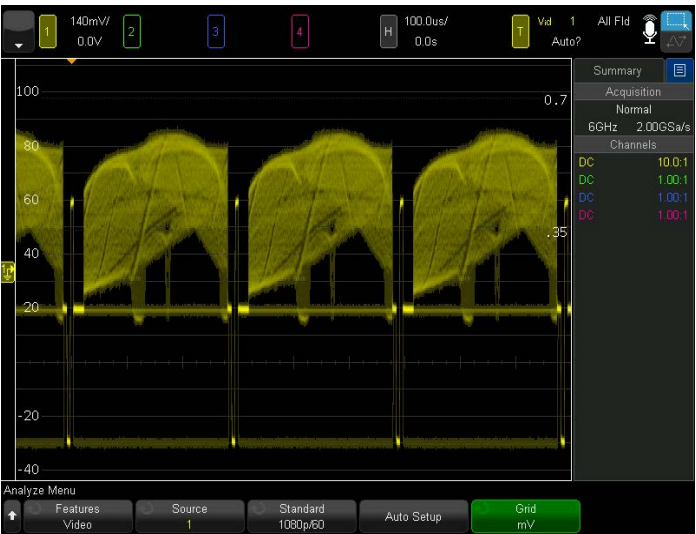 1
140mV/
0.0V
2
3
4
H
100.0us/
0.0s
T
Vid 1 All Fld
Auto?
Summary
Acquisition
Normal
6GHz 2.00GSa/s
Channels
DC 10.0:1
DC 1.00:1
DC 1.00:1
DC 1.00:1
100
0.7
80
60
.35
40
20
-20
-40
Analyze Menu
Features
Video
Source
1
Standard
1080p/60
Auto Setup
Grid
mV